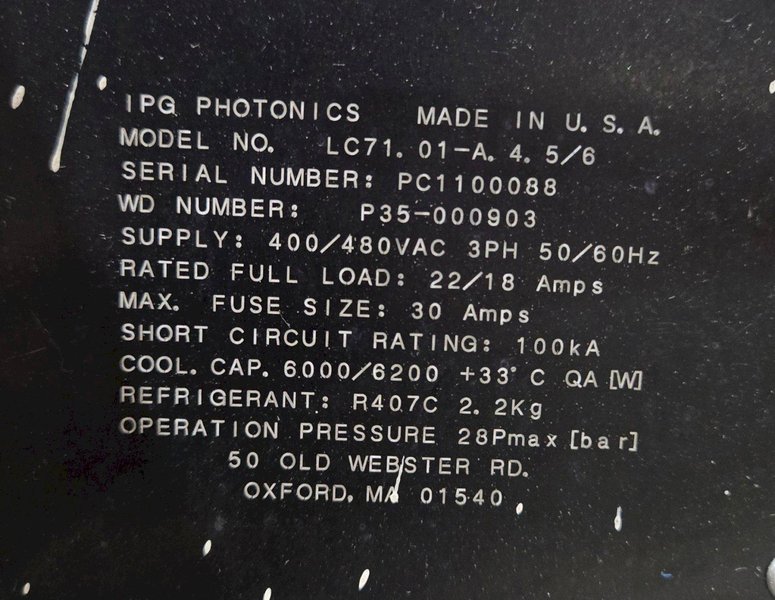 IPG PHOTONICS MADE IN U. S. A.
MODEL NO. LC71. 01-A. 4. 5/6
SERIAL NUMBER: PC1100088
WD NUMBER: P35-000903
SUPPLY: 400/480VAC 3PH 50/60Hz
RATED FULL LOAD: 22/18 Amps
MAX. FUSE SIZE: 30 Amps
SHORT CIRCUIT RATING: 100kA
COOL. CAP. 6000/6200 +33° C QA [W]
REFRIGERANT: R407C 2. 2Kg
OPERATION PRESSURE 28Pmax [bar]
50 OLD WEBSTER RD.
OXFORD, MA 01540